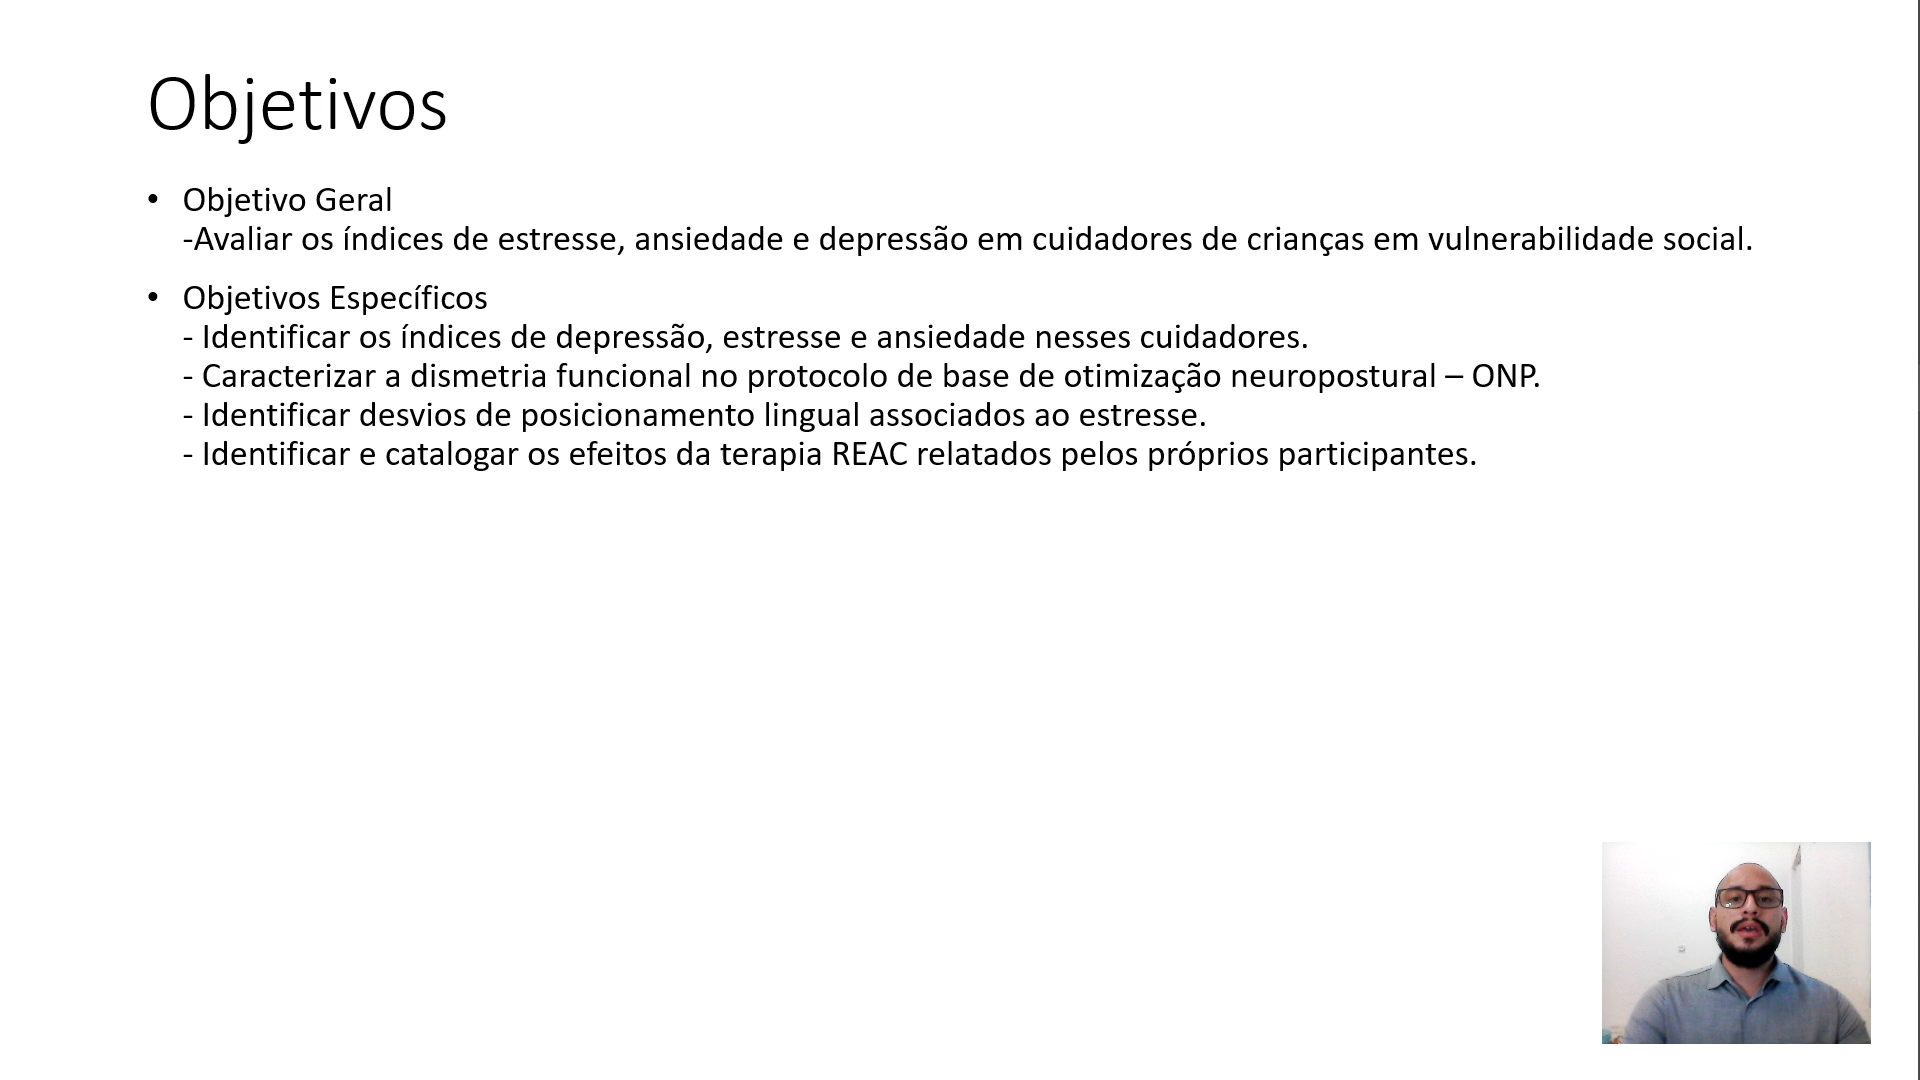 Objetivos
• Objetivo Geral
-Avaliar os índices de estresse, ansiedade e depressão em cuidadores de crianças em vulnerabilidade social.
• Objetivos Específicos
- Identificar os índices de depressão, estresse e ansiedade nesses cuidadores.
- Caracterizar a dismetria funcional no protocolo de base de otimização neuropostural – ONP.
- Identificar desvios de posicionamento lingual associados ao estresse.
- Identificar e catalogar os efeitos da terapia REAC relatados pelos próprios participantes.